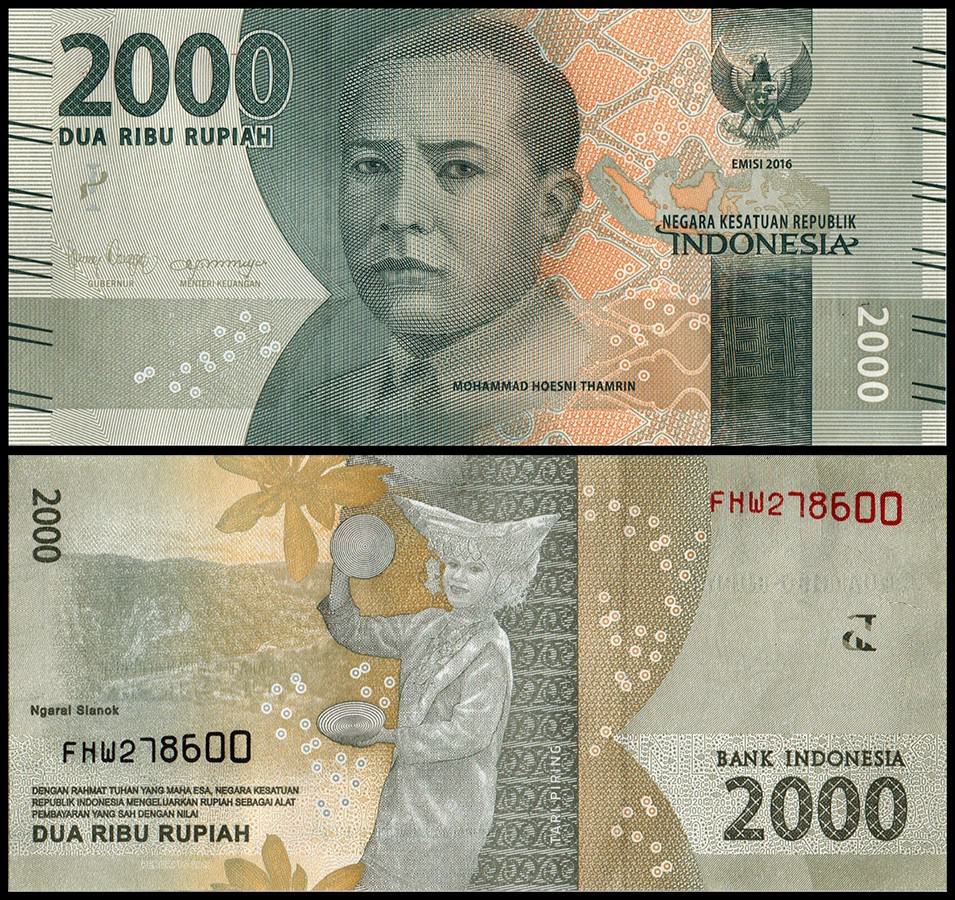 2000
DUA RIBU RUPIAH
EMISI 2016
NEGARA KESATUAN REPUBLIK
INDONESIA
GUBERNUR
MENTERI KEUANGAN
2000
MOHAMMAD HOESNI THAMRIN
2000
FHW278600
Ngarai Sianok
FHW278600
DENGAN RAHMAT TUHAN YANG MAHA ESA, NEGARA KESATUAN
REPUBLIK INDONESIA MENGELUARKAN RUPIAH SEBAGAI ALAT
PEMBAYARAN YANG SAH DENGAN NILAI
DUA RIBU RUPIAH
TARI PIRING
BANK INDONESIA
2000